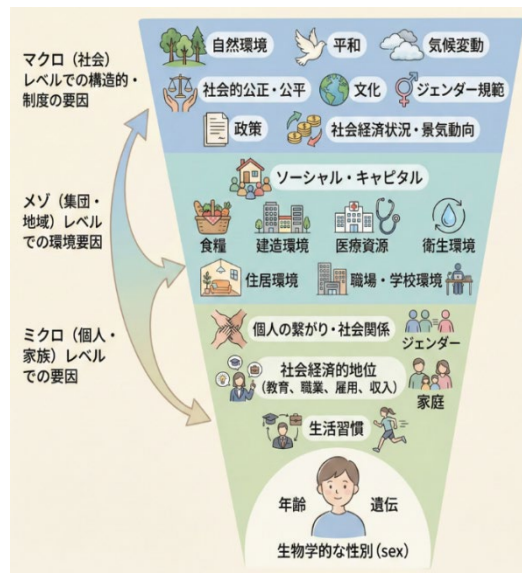 マクロ（社会）
レベルでの構造的・
制度の要因
自然環境
平和
気候変動
社会的公正・公平
文化
ジェンダー規範
政策
社会経済状況・景気動向
メゾ（集団・
地域）レベル
での環境要因
ソーシャル・キャピタル
食糧
建造環境
医療資源
衛生環境
住居環境
職場・学校環境
ミクロ（個人・
家族）レベル
での要因
個人の繋がり・社会関係
ジェンダー
社会経済的地位
（教育、職業、雇用、収入）
家庭
生活習慣
年齢
遺伝
生物学的な性別（sex）